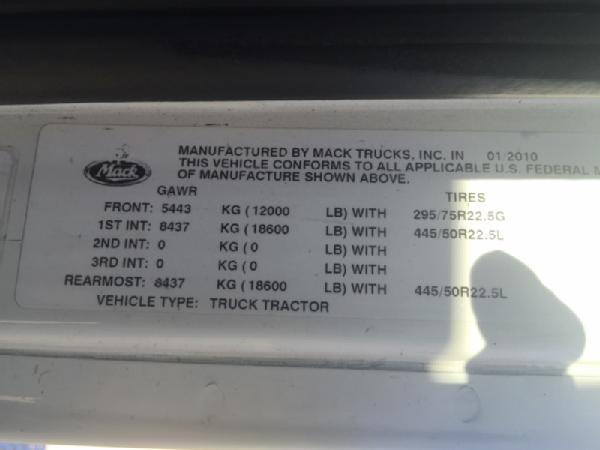 Mack
MANUFACTURED BY MACK TRUCKS, INC. IN 01/2010
THIS VEHICLE CONFORMS TO ALL APPLICABLE U.S. FEDERAL
OF MANUFACTURE SHOWN ABOVE.
GAWR TIRES
FRONT: 5443 KG ( 12000 LB) WITH 295/75R22.5G
1ST INT: 8437 KG ( 18600 LB) WITH 445/50R22.5L
2ND INT: 0 KG ( 0 LB) WITH
3RD INT: 0 KG ( 0 LB) WITH
REARMOST: 8437 KG ( 18600 LB) WITH 445/50R22.5L
VEHICLE TYPE: TRUCK TRACTOR